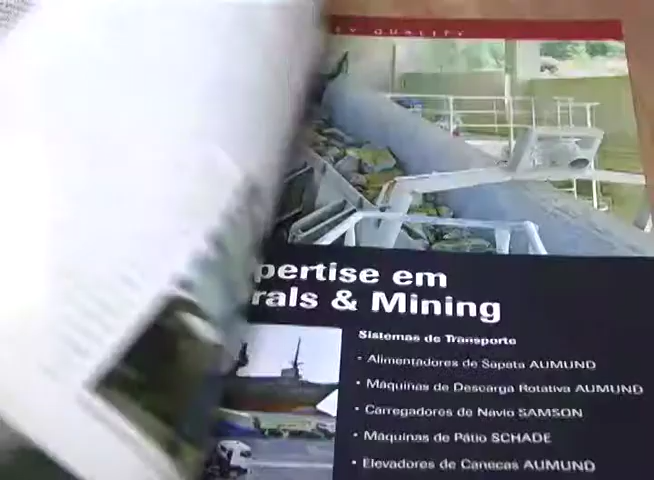 EY QUALITY
pertise em
rals & Mining
Sistemas de Transporte
• Alimentadores de Sapata AUMUND
• Máquinas de Descarga Rotativa AUMUND
• Carregadores de Navio SAMSON
• Máquinas de Pátio SCHADE
• Elevadores de Canecas AUMUND